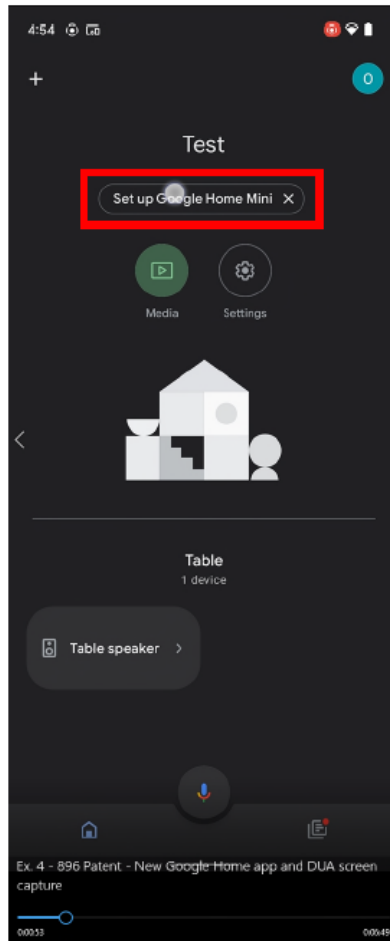 4:54
Test
Set up Google Home Mini
Media Settings
Table
1 device
Table speaker
Ex. 4 - 896 Patent - New Google Home app and DUA screen
capture
0:00:53 0:05:49